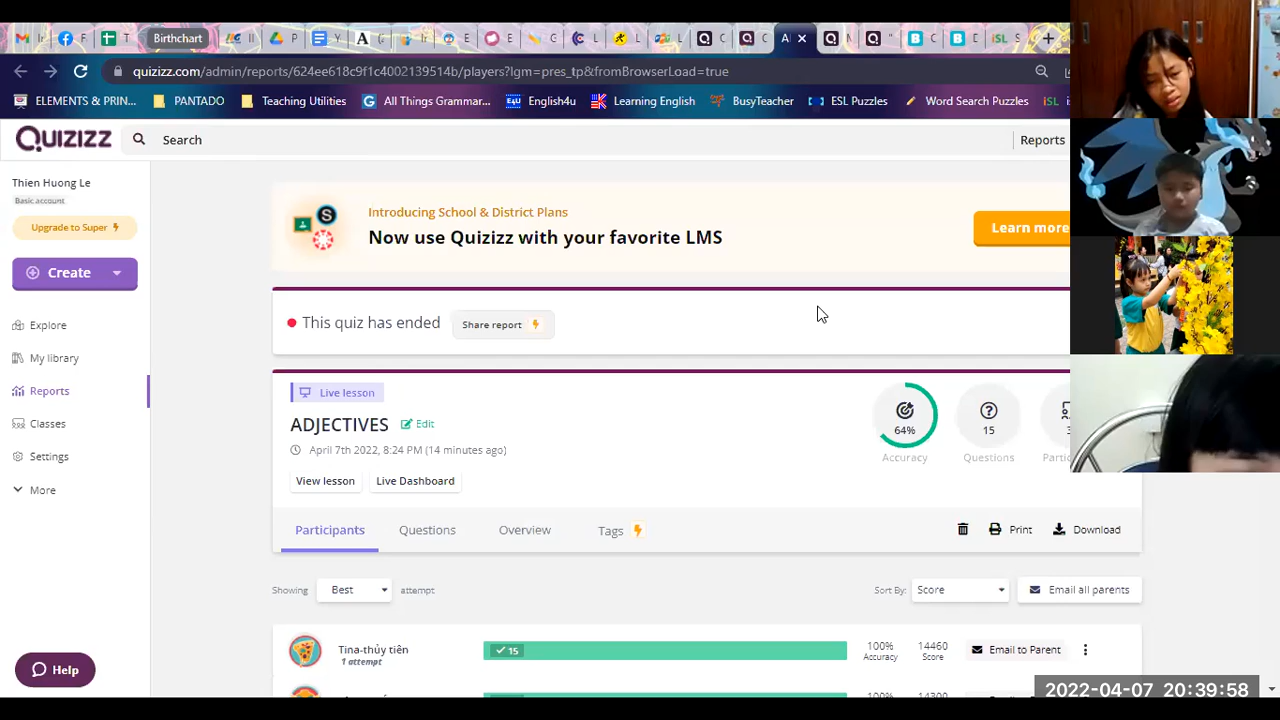 Birthchart
quizizz.com/admin/reports/624ee618c9f1c4002139514b/players?lgm=pres_tp&fromBrowserLoad=true
ELEMENTS & PRIN... PANTADO Teaching Utilities All Things Grammar... English4u Learning English BusyTeacher ESL Puzzles Word Search Puzzles
QUIZIZZ Search Reports
Thien Huong Le
Basic account
Upgrade to Super
Create
Explore
My library
Reports
Classes
Settings
More
Help
Introducing School & District Plans
Now use Quizizz with your favorite LMS
Learn more
This quiz has ended Share report
Live lesson
ADJECTIVES Edit
April 7th 2022, 8:24 PM (14 minutes ago)
View lesson Live Dashboard
64% 15
Accuracy Questions
Participants Questions Overview Tags Print Download
Showing Best attempt Sort By: Score Email all parents
Tina-thủy tiên 15 100% 14460 Email to Parent
1 attempt Accuracy Score
2022-04-07 20:39:58